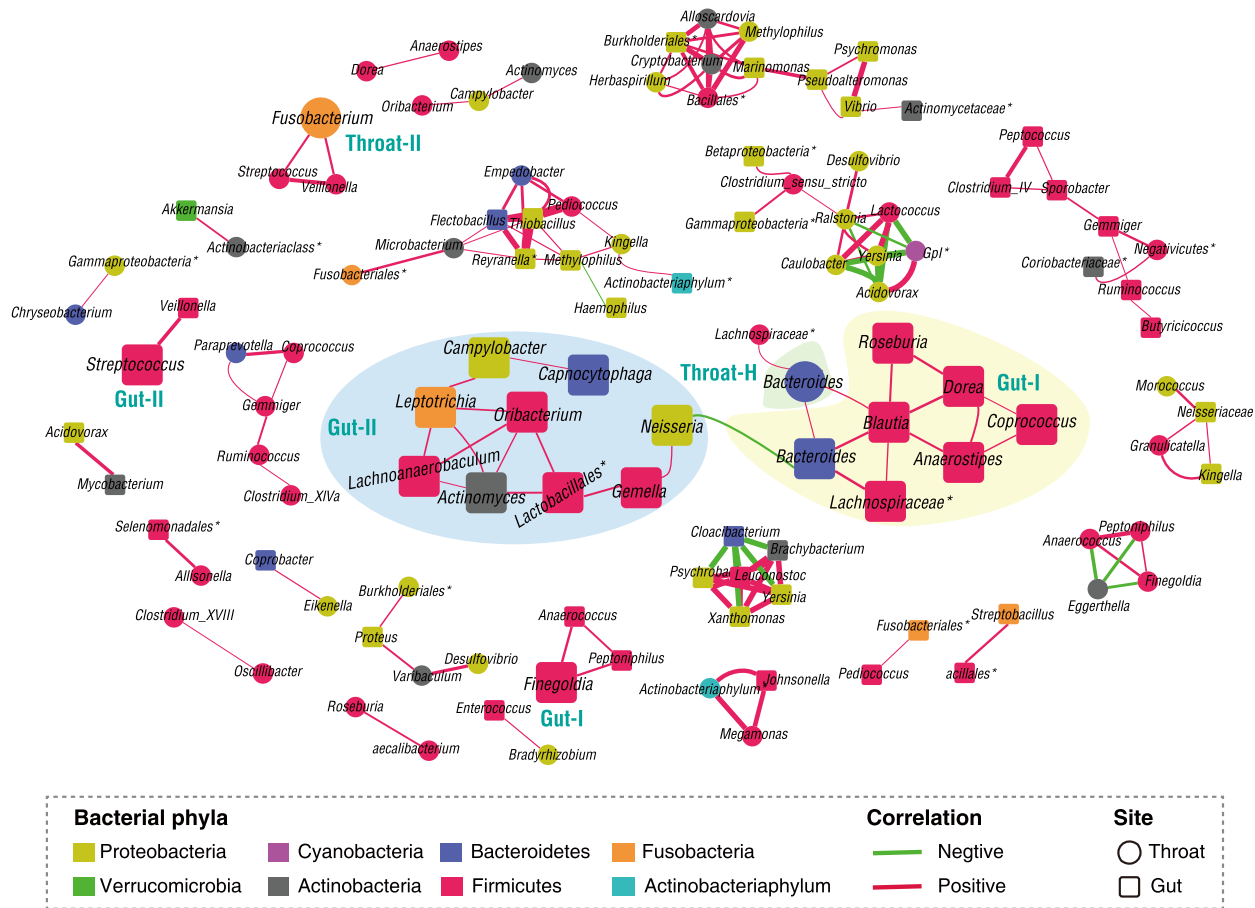 Alloscardovia
Methylophilus
Burkholderiales*
Cryptobacterium
Marinomonas
Herbaspirillum
Bacillales*
Psychromonas
Pseudoalteromonas
Vibrio
Actinomycetaceae*
Anaerostipes
Dorea
Actinomyces
Campylobacter
Oribacterium
Fusobacterium
Throat-II
Streptococcus
Veillonella
Peptococcus
Clostridium_IV
Sporobacter
Gemmiger
Negativicutes*
Coriobacteriaceae*
Ruminococcus
Butyricicoccus
Betaproteobacteria*
Desulfovibrio
Clostridium_sensu_stricto
Gammaproteobacteria*
Ralstonia
Lactococcus
Yersinia
GpI*
Caulobacter
Acidovorax
Empedobacter
Pediococcus
Flectobacillus
Thiobacillus
Microbacterium
Kingella
Reyranella*
Methylophilus
Fusobacteriales*
Actinobacteriaphylum*
Haemophilus
Akkermansia
Actinobacteriaclass*
Gammaproteobacteria*
Chryseobacterium
Veillonella
Streptococcus
Gut-II
Paraprevotella
Coprococcus
Gemmiger
Ruminococcus
Clostridium_XIVa
Campylobacter
Capnocytophaga
Leptotrichia
Oribacterium
Gut-II
Neisseria
Lachnoanaerobaculum
Actinomyces
Lactobacillales*
Gemella
Lachnospiraceae*
Throat-H
Bacteroides
Roseburia
Dorea
Gut-I
Blautia
Coprococcus
Bacteroides
Anaerostipes
Lachnospiraceae*
Morococcus
Neisseriaceae
Granulicatella
Kingella
Acidovorax
Mycobacterium
Selenomonadales*
Allisonella
Coprobacter
Eikenella
Clostridium_XVIII
Oscillibacter
Burkholderiales*
Proteus
Desulfovibrio
Varibaculum
Roseburia
aecalibacterium
Anaerococcus
Peptoniphilus
Finegoldia
Gut-I
Enterococcus
Bradyrhizobium
Cloacibacterium
Brachybacterium
Psychroba
Leuconostoc
Yersinia
Xanthomonas
Actinobacteriaphylum*
Johnsonella
Megamonas
Peptoniphilus
Anaerococcus
Finegoldia
Eggerthella
Streptobacillus
Fusobacteriales*
Pediococcus
acillales*
Bacterial phyla
Correlation
Site
Proteobacteria
Cyanobacteria
Bacteroidetes
Fusobacteria
Negtive
Throat
Verrucomicrobia
Actinobacteria
Firmicutes
Actinobacteriaphylum
Positive
Gut